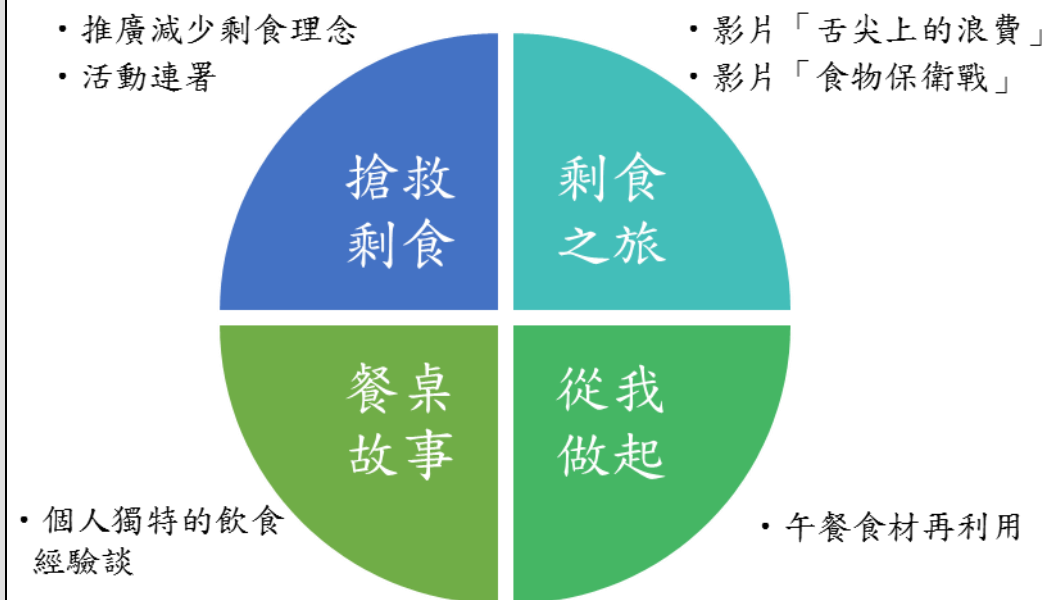 ・推廣減少剩食理念
・活動連署
・影片「舌尖上的浪費」
・影片「食物保衛戰」
搶救
剩食
剩食
之旅
餐桌
故事
從我
做起
・個人獨特的飲食
經驗談
・午餐食材再利用